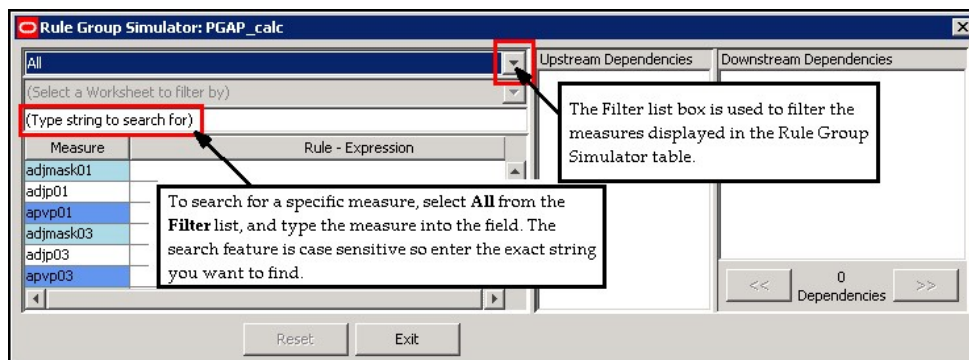 Rule Group Simulator: PGAP_calc
All
(Select a Worksheet to filter by)
(Type string to search for)
Measure
Rule - Expression
adjmask01
adjp01
apvp01
adjmask03
adjp03
apvp03
To search for a specific measure, select All from the
Filter list, and type the measure into the field. The
search feature is case sensitive so enter the exact string
you want to find.
Upstream Dependencies
Downstream Dependencies
The Filter list box is used to filter the
measures displayed in the Rule Group
Simulator table.
<<
0
Dependencies
>>
Reset
Exit